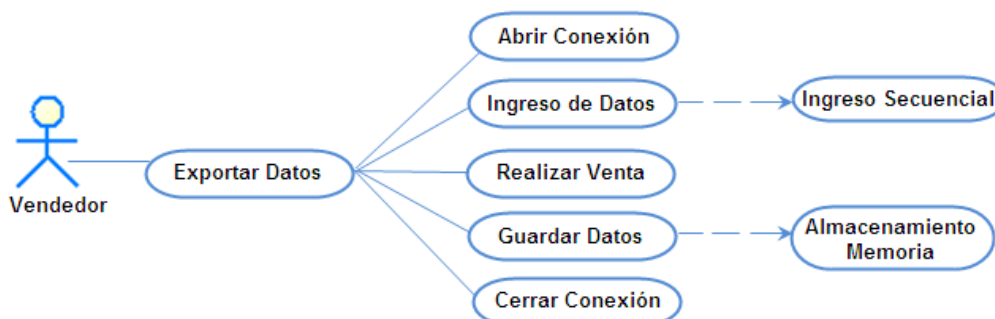 Abrir Conexión
Ingreso de Datos
Ingreso Secuencial
Vendedor
Exportar Datos
Realizar Venta
Guardar Datos
Almacenamiento
Memoria
Cerrar Conexión